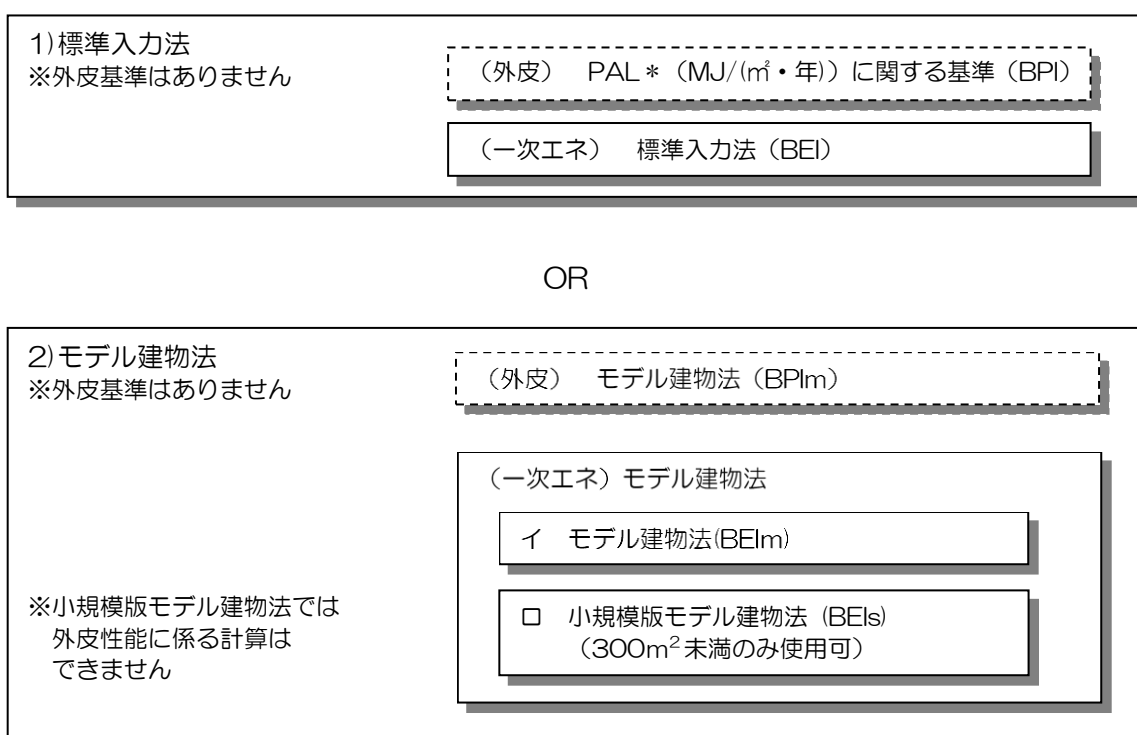 1)標準入力法
※外皮基準はありません
(外皩) PAL*(MJ/(㎡・年))に関する基準(BPI)
(一次エネ) 標準入力法(BEI)
OR
2)モデル建物法
※外皮基準はありません
(外皮) モデル建物法(BPIm)
(一次エネ)モデル建物法
イ モデル建物法(BEIm)
※小規模版モデル建物法では
外皮性能に係る計算は
できません
ロ 小規模版モデル建物法 (BEIs)
(300m²未満のみ使用可)